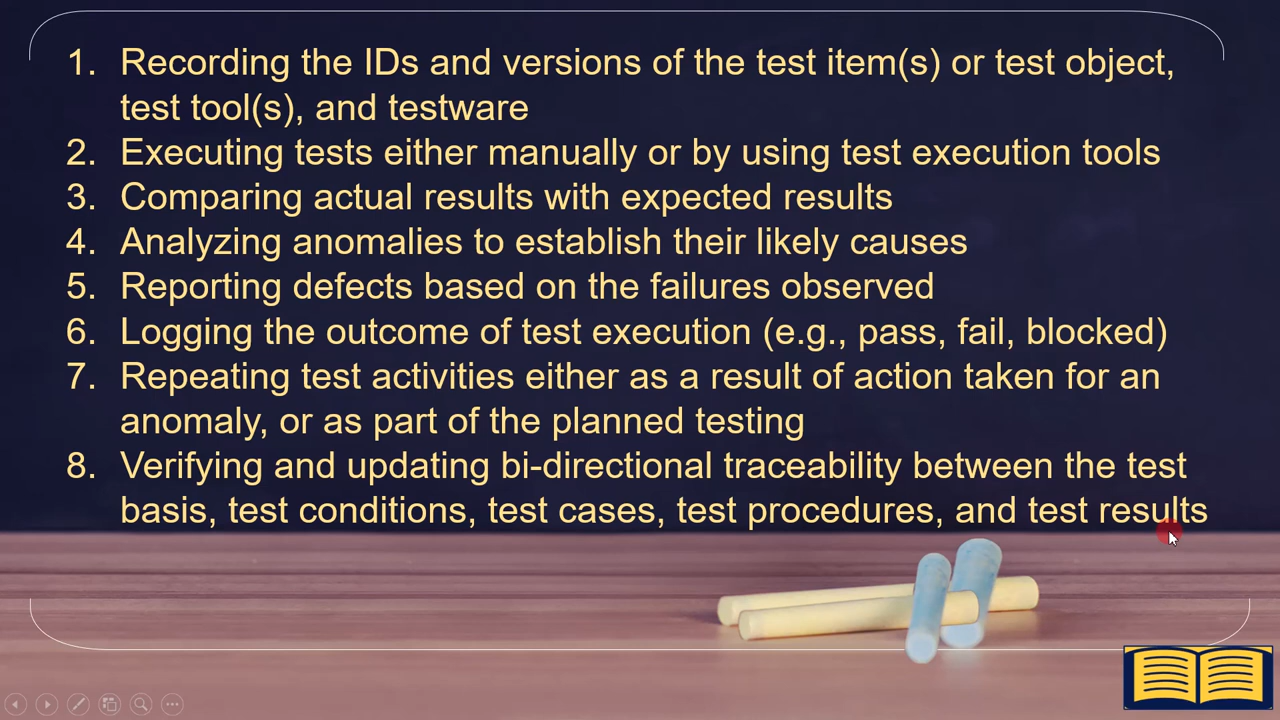 1. Recording the IDs and versions of the test item(s) or test object,
test tool(s), and testware
2. Executing tests either manually or by using test execution tools
3. Comparing actual results with expected results
4. Analyzing anomalies to establish their likely causes
5. Reporting defects based on the failures observed
6. Logging the outcome of test execution (e.g., pass, fail, blocked)
7. Repeating test activities either as a result of action taken for an
anomaly, or as part of the planned testing
8. Verifying and updating bi-directional traceability between the test
basis, test conditions, test cases, test procedures, and test results